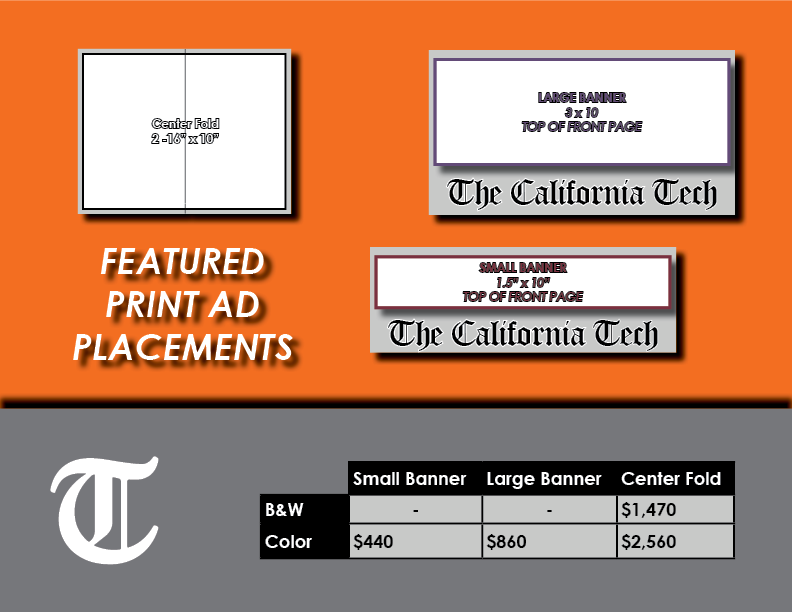 Center Fold
2 -16" x 10"
LARGE BANNER
3 x 10
TOP OF FRONT PAGE
The California Tech
FEATURED
PRINT AD
PLACEMENTS
SMALL BANNER
1.5" x 10"
TOP OF FRONT PAGE
The California Tech
T
Small Banner Large Banner Center Fold
B&W - - $1,470
Color $440 $860 $2,560